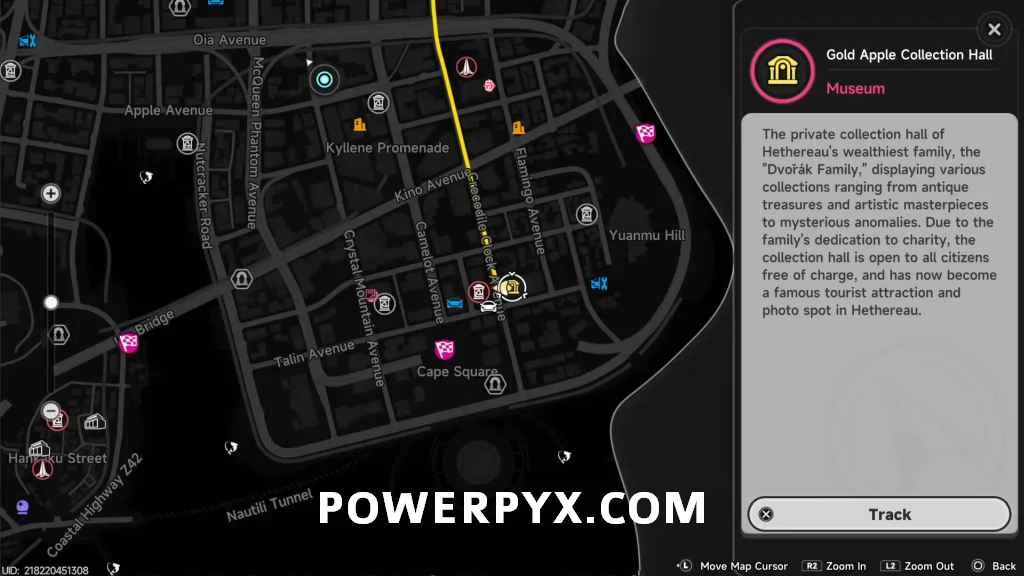 Oia Avenue
McQueen Phantom Avenue
Apple Avenue
Nutcracker Road
Kyllene Promenade
Kino Avenue
Crocodile Clock Avenue
Flamingo Avenue
Yuanmu Hill
Crystal Mountain Avenue
Camelot Avenue
Bridge
Talin Avenue
Cape Square
Street
Coastal Highway Z42
Nautili Tunnel
POWERPYX.COM
UID: 218220451308
Gold Apple Collection Hall
Museum
The private collection hall of
Hethereau's wealthiest family, the
"Dvořák Family," displaying various
collections ranging from antique
treasures and artistic masterpieces
to mysterious anomalies. Due to the
family's dedication to charity, the
collection hall is open to all citizens
free of charge, and has now become
a famous tourist attraction and
photo spot in Hethereau.
Track
L Move Map Cursor R2 Zoom In L2 Zoom Out Back